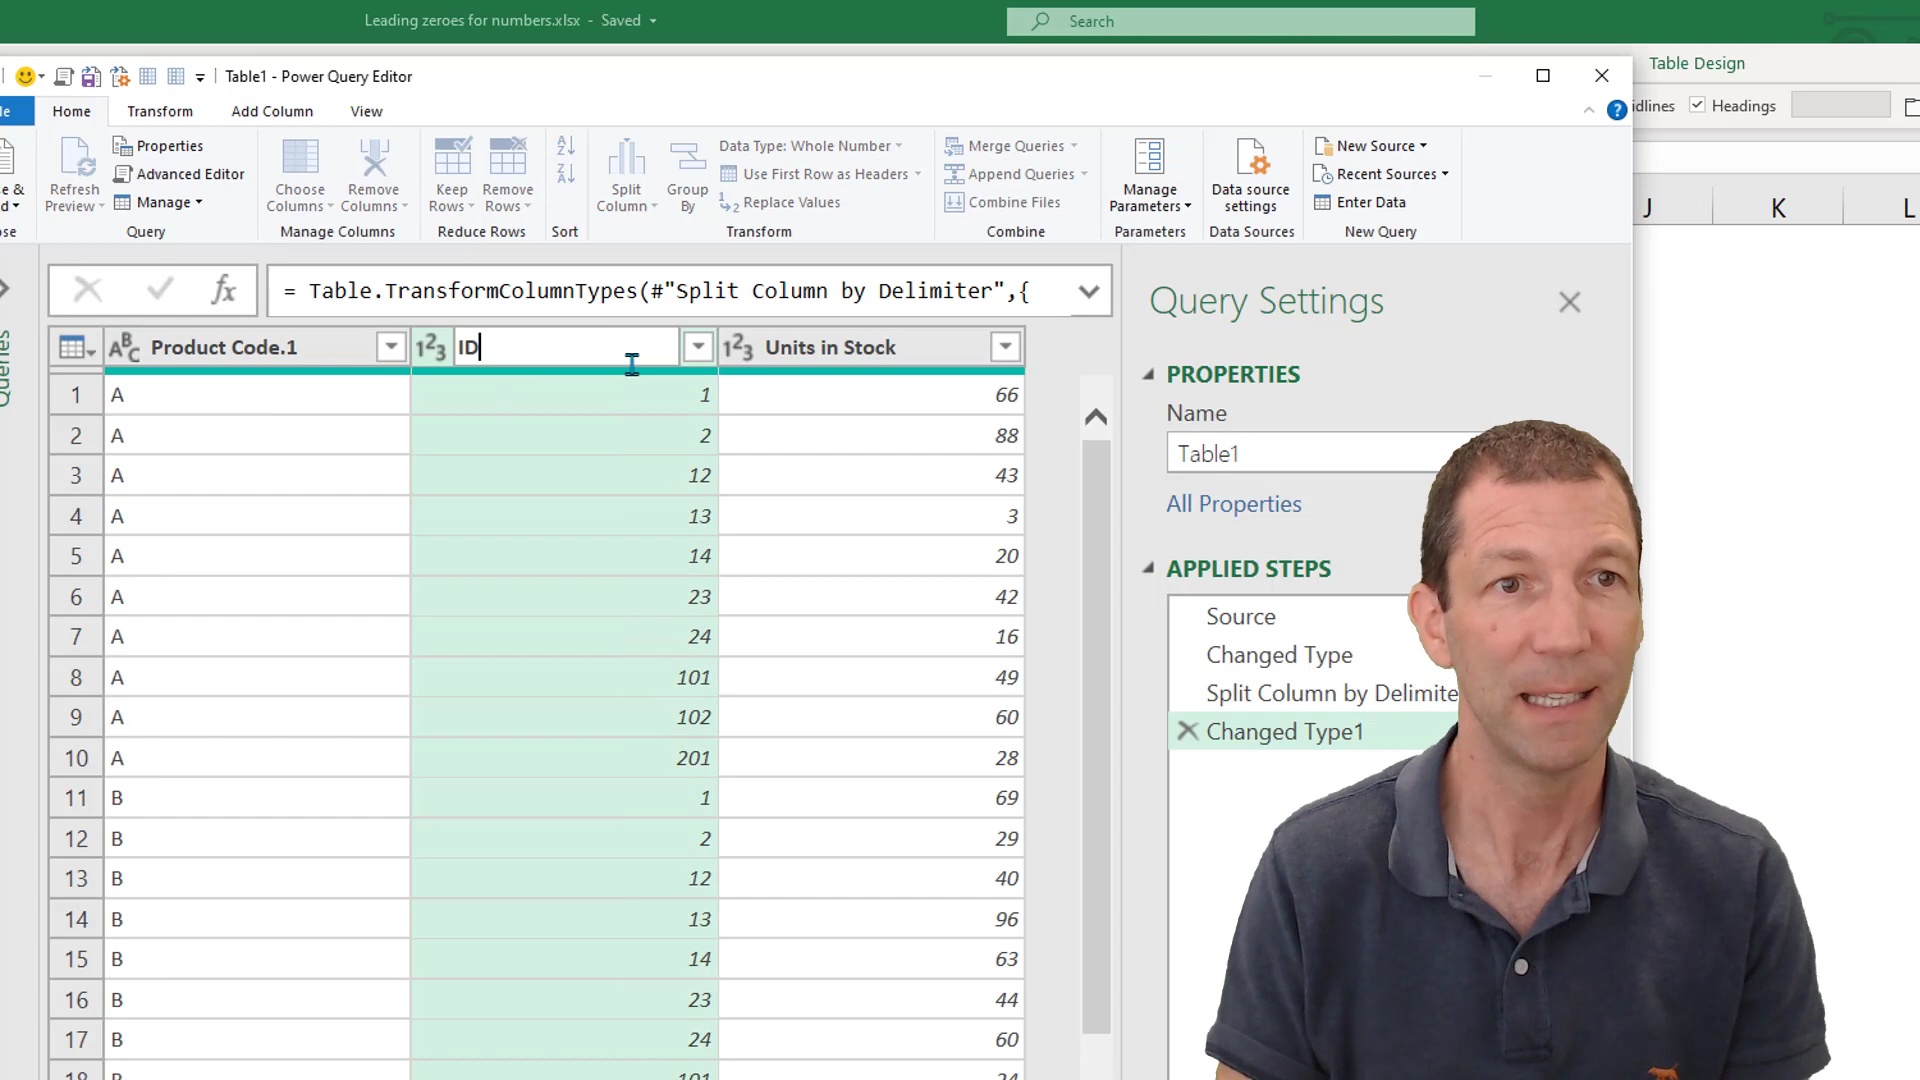 Leading zeroes for numbers.xlsx - Saved
Search
Table1 - Power Query Editor
Table Design
Home Transform Add Column View
Headings
Properties
Advanced Editor
Manage
Refresh
Preview
Query
Choose
Columns
Remove
Columns
Manage Columns
Keep
Rows
Remove
Rows
Reduce Rows
Sort
Split
Column
Group
By
Data Type: Whole Number
Use First Row as Headers
Replace Values
Transform
Merge Queries
Append Queries
Combine Files
Combine
Manage
Parameters
Parameters
Data source
settings
Data Sources
New Source
Recent Sources
Enter Data
New Query
J K L
fx = Table.TransformColumnTypes(#"Split Column by Delimiter",{
Queries
Product Code.1 ID Units in Stock
1 A 1 66
2 A 2 88
3 A 12 43
4 A 13 3
5 A 14 20
6 A 23 42
7 A 24 16
8 A 101 49
9 A 102 60
10 A 201 28
11 B 1 69
12 B 2 29
13 B 12 40
14 B 13 96
15 B 14 63
16 B 23 44
17 B 24 60
18 101 24
Query Settings
PROPERTIES
Name
Table1
All Properties
APPLIED STEPS
Source
Changed Type
Split Column by Delimite
Changed Type1